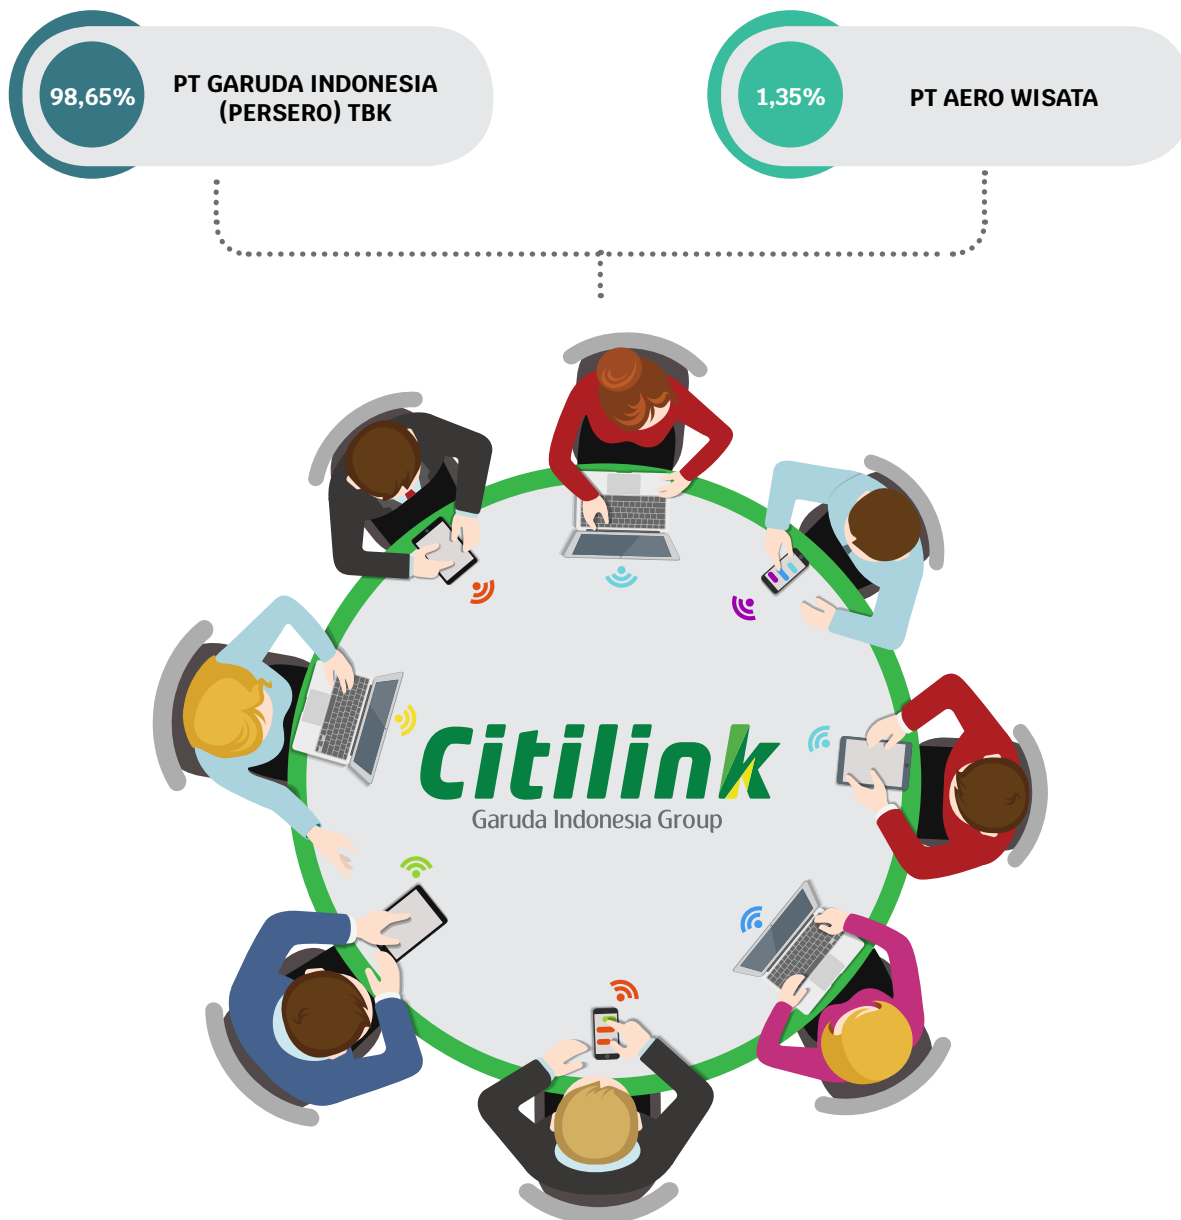 98,65%
PT GARUDA INDONESIA
(PERSERO) TBK
1,35%
PT AERO WISATA
Citilink
Garuda Indonesia Group